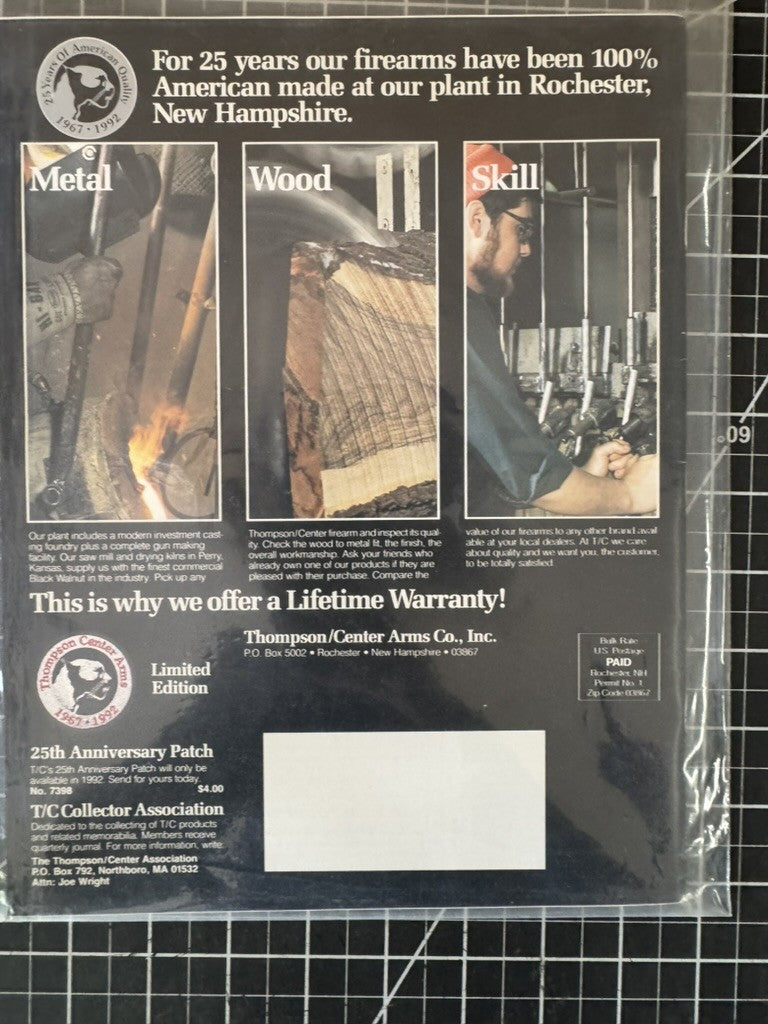 25 Years Of American Quality
1967 • 1992
For 25 years our firearms have been 100%
American made at our plant in Rochester,
New Hampshire.
Metal
Wood
Skill
Our plant includes a modern investment cast-
ing foundry plus a complete gun making
facility. Our saw mill and drying kilns in Perry,
Kansas, supply us with the finest commercial
Black Walnut in the industry. Pick up any
Thompson/Center firearm and inspect its qual-
ity. Check the wood to metal fit, the finish, the
overall workmanship. Ask your friends who
already own one of our products if they are
pleased with their purchase. Compare the
value of our firearms to any other brand avail
able at your local dealers. At T/C we care
about quality and we want you, the customer,
to be totally satisfied.
This is why we offer a Lifetime Warranty!
Thompson Center Arms
1967 • 1992
Limited
Edition
Thompson/Center Arms Co., Inc.
P.O. Box 5002 • Rochester • New Hampshire • 03867
Bulk Rate
U.S. Postage
PAID
Rochester, NH
Permit No. 1
Zip Code 03867
25th Anniversary Patch
T/C's 25th Anniversary Patch will only be
available in 1992. Send for yours today.
No. 7398 $4.00
T/C Collector Association
Dedicated to the collecting of T/C products
and related memorabilia. Members receive
quarterly journal. For more information, write:
The Thompson/Center Association
P.O. Box 792, Northboro, MA 01532
Attn: Joe Wright
60